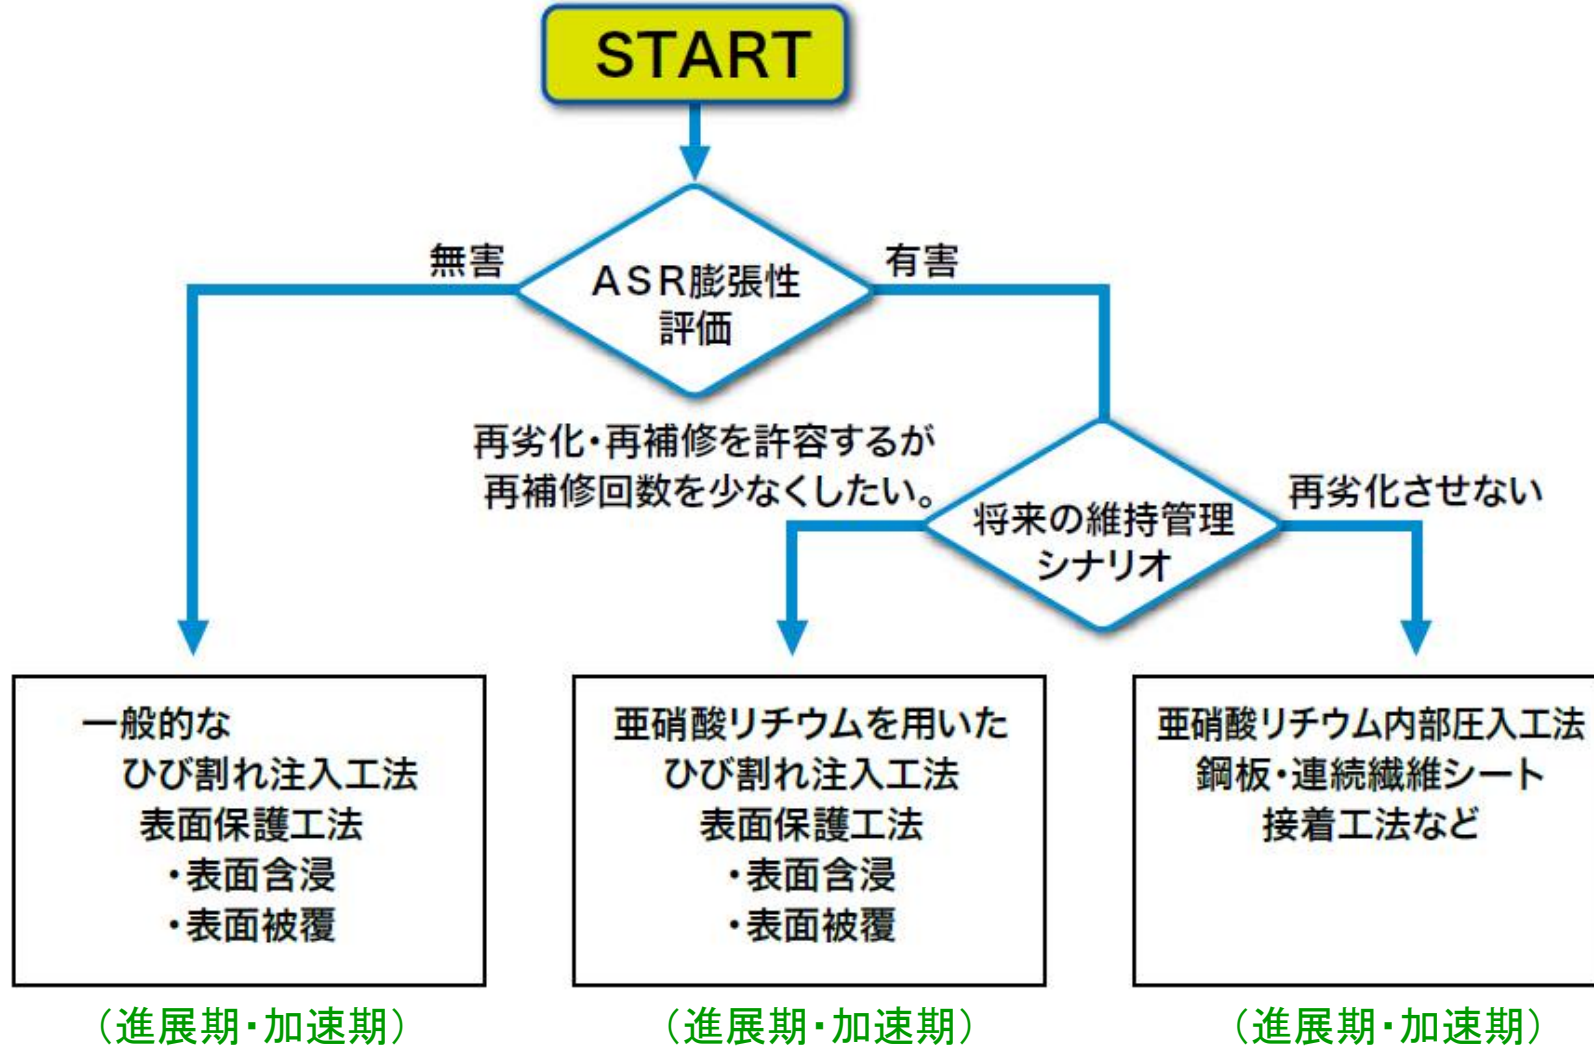 START
無害
有害
ASR膨張性
評価
再劣化・再補修を許容するが
再補修回数を少なくしたい。
再劣化させない
将来の維持管理
シナリオ
一般的な
ひび割れ注入工法
表面保護工法
・表面含浸
・表面被覆
亜硝酸リチウムを用いた
ひび割れ注入工法
表面保護工法
・表面含浸
・表面被覆
亜硝酸リチウム内部圧入工法
鋼板・連続繊維シート
接着工法など
（進展期・加速期）
（進展期・加速期）
（進展期・加速期）